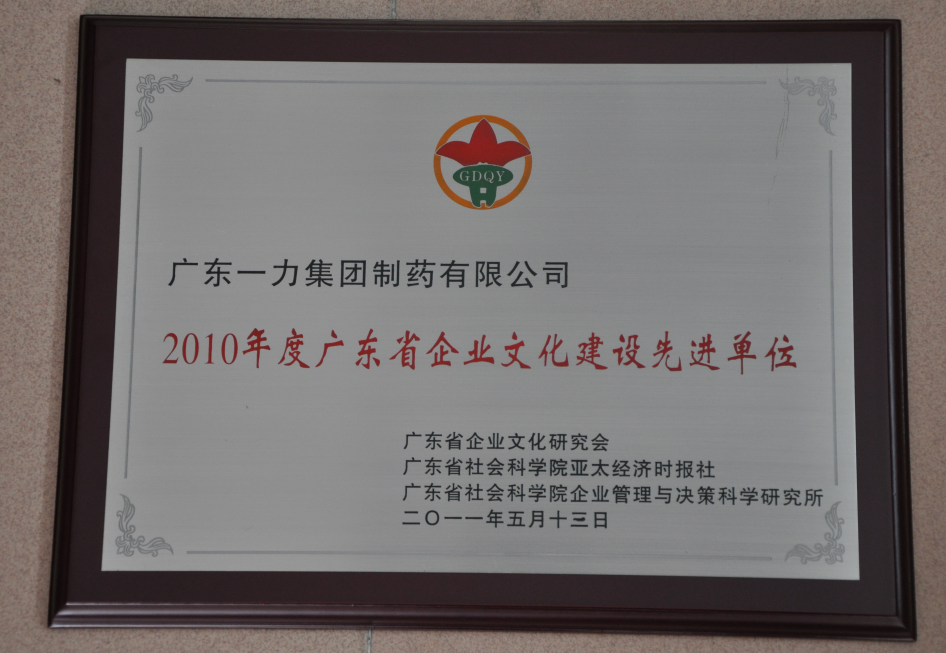 GDQY
广东一力集团制药有限公司
2010年度广东省企业文化建设先进单位
广东省企业文化研究会
广东省社会科学院亚太经济时报社
广东省社会科学院企业管理与决策科学研究所
二〇一一年五月十三日